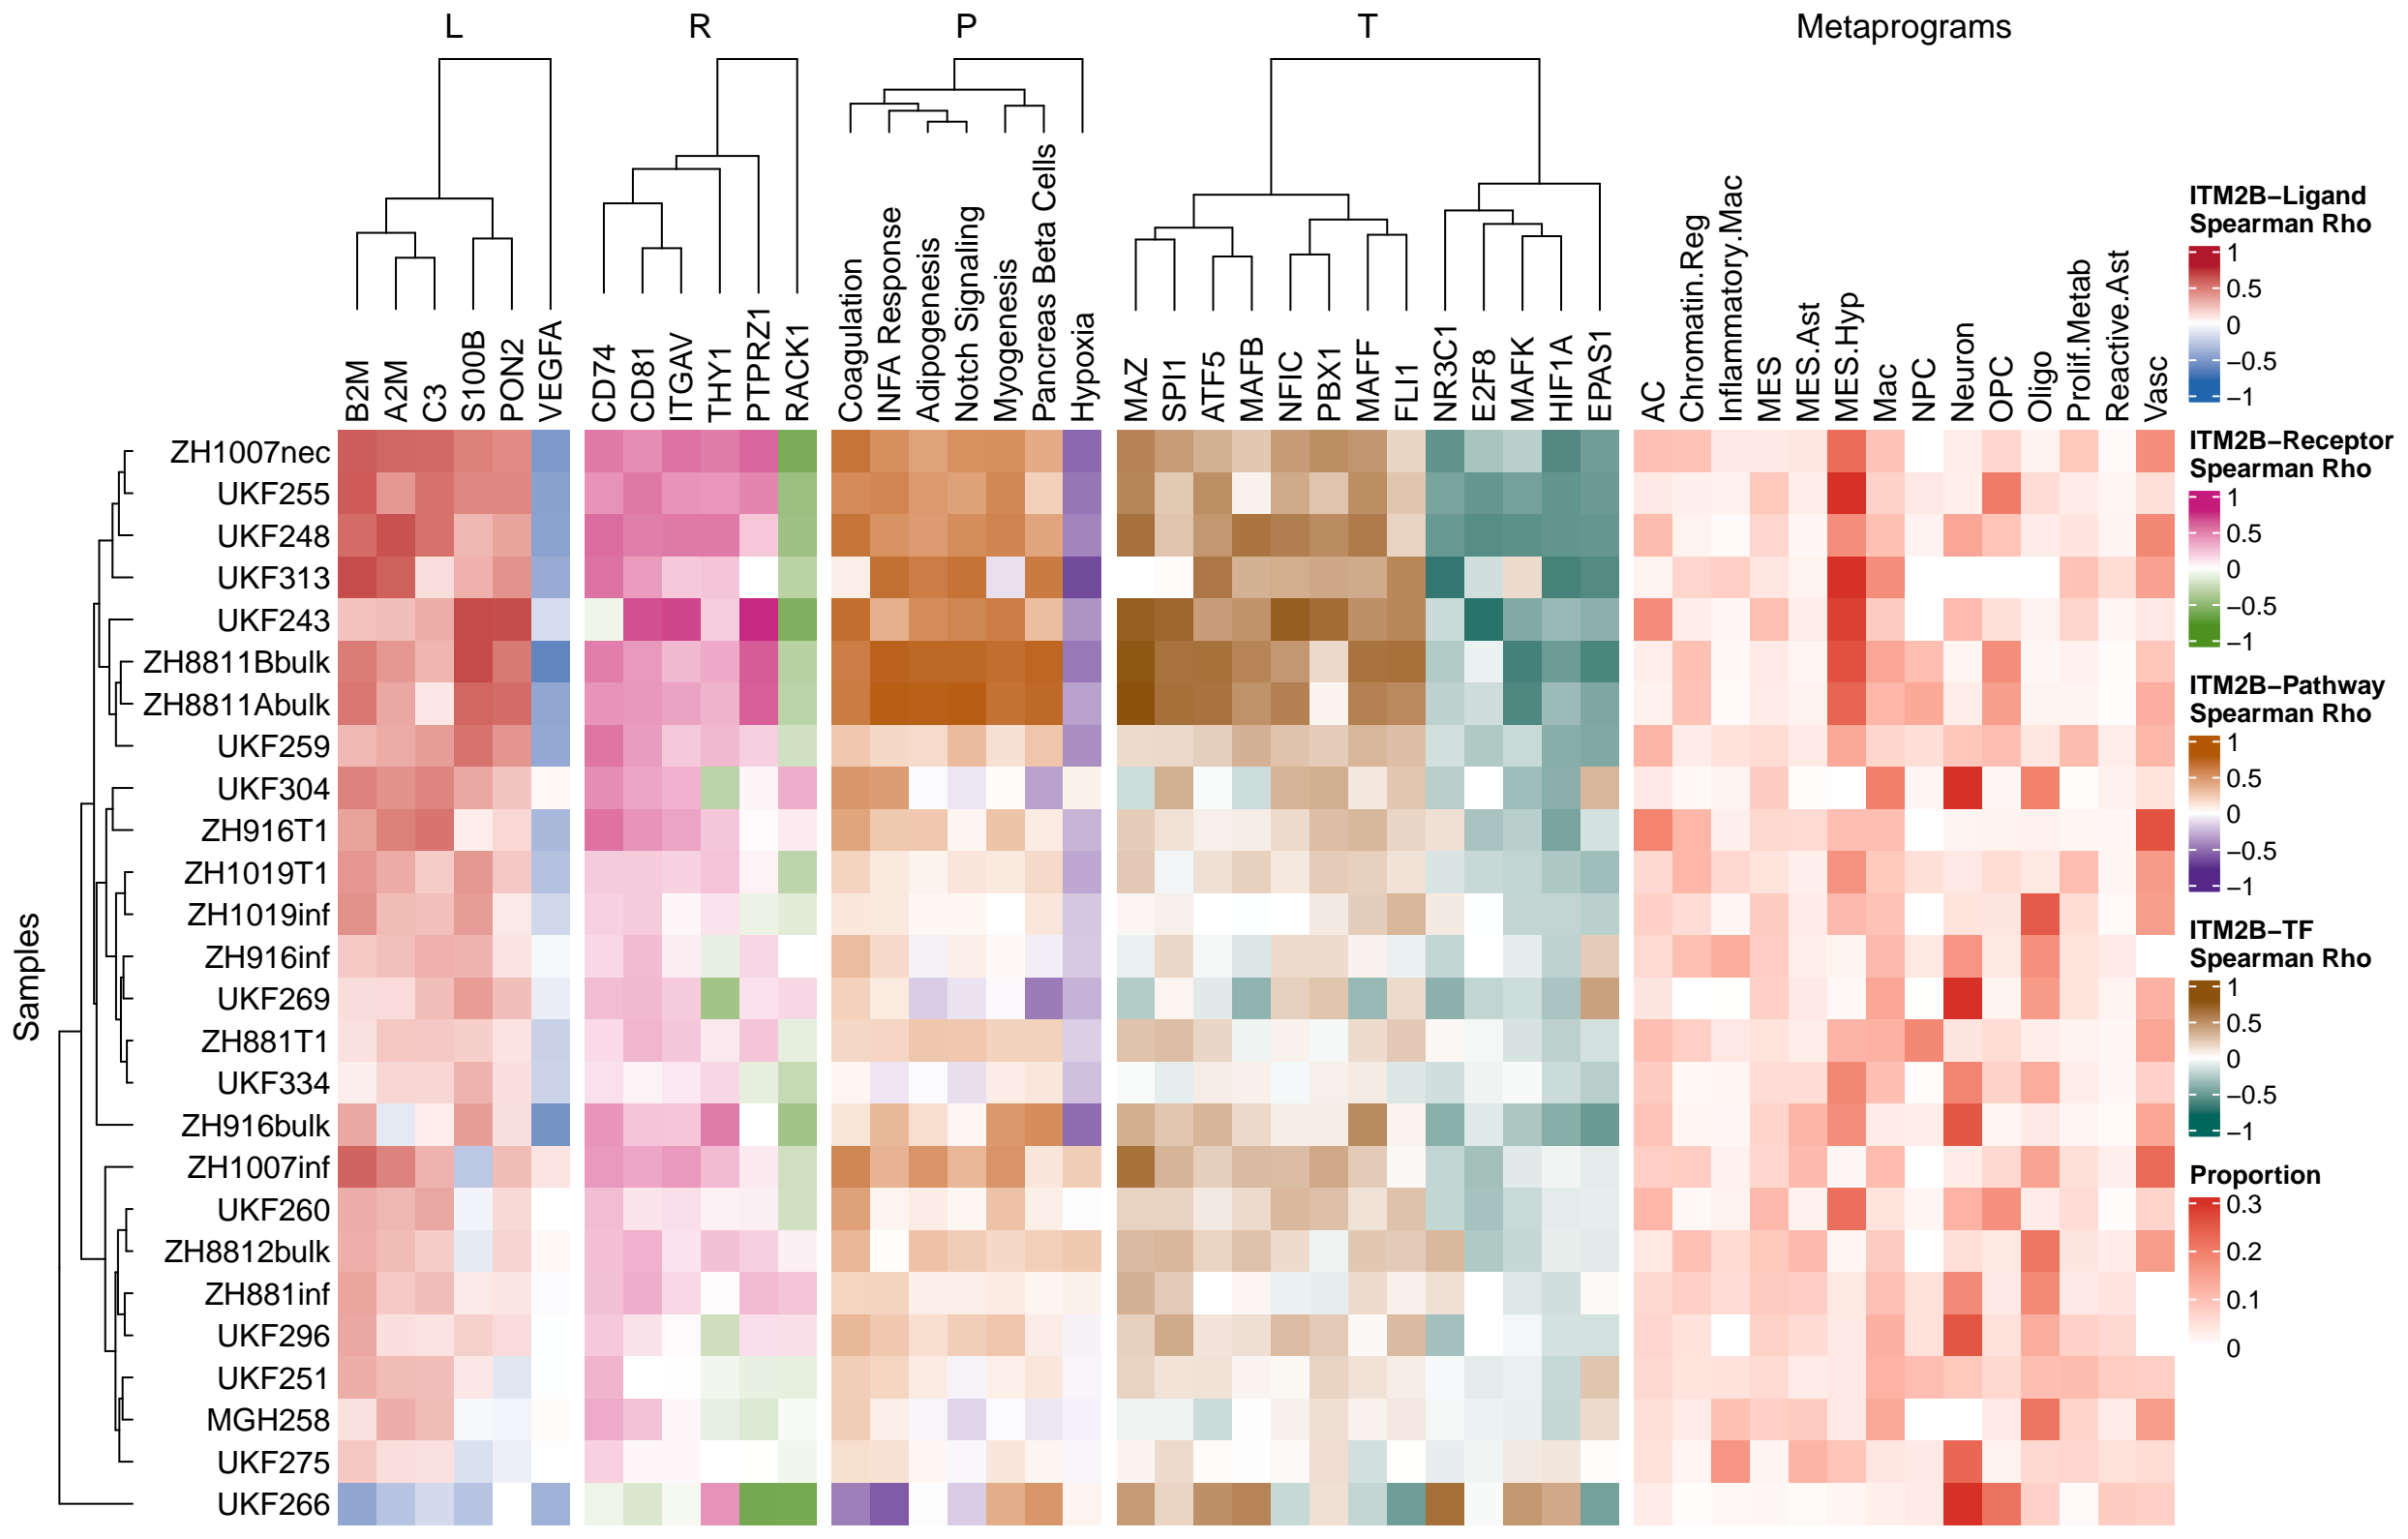 L
R
P
T
Metaprograms
B2M
A2M
C3
S100B
PON2
VEGFA
CD74
CD81
ITGAV
THY1
PTPRZ1
RACK1
Coagulation
INFA Response
Adipogenesis
Notch Signaling
Myogenesis
Pancreas Beta Cells
Hypoxia
MAZ
SPI1
ATF5
MAFB
NFIC
PBX1
MAFF
FLI1
NR3C1
E2F8
MAFK
HIF1A
EPAS1
AC
Chromatin.Reg
Inflammatory.Mac
MES
MES.Ast
MES.Hyp
Mac
NPC
Neuron
OPC
Oligo
Prolif.Metab
Reactive.Ast
Vasc
Samples
ZH1007nec
UKF255
UKF248
UKF313
UKF243
ZH8811Bbulk
ZH8811Abulk
UKF259
UKF304
ZH916T1
ZH1019T1
ZH1019inf
ZH916inf
UKF269
ZH881T1
UKF334
ZH916bulk
ZH1007inf
UKF260
ZH8812bulk
ZH881inf
UKF296
UKF251
MGH258
UKF275
UKF266
ITM2B−Ligand
Spearman Rho
1
0.5
0
−0.5
−1
ITM2B−Receptor
Spearman Rho
1
0.5
0
−0.5
−1
ITM2B−Pathway
Spearman Rho
1
0.5
0
−0.5
−1
ITM2B−TF
Spearman Rho
1
0.5
0
−0.5
−1
Proportion
0.3
0.2
0.1
0